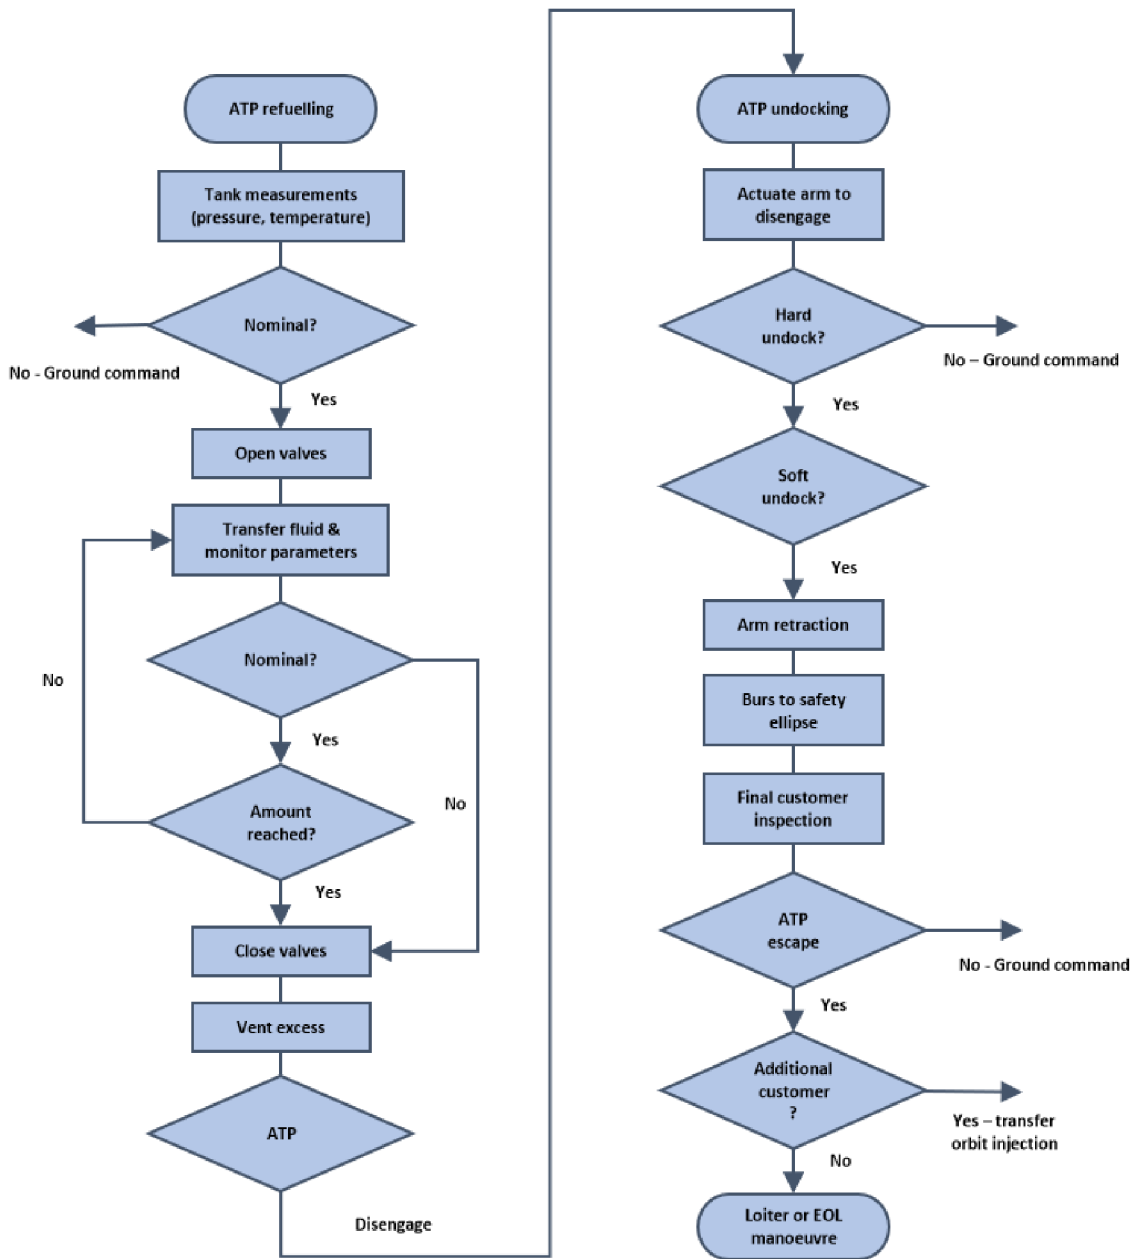 ATP refuelling
Tank measurements
(pressure, temperature)
Nominal?
No - Ground command
Yes
Open valves
Transfer fluid &
monitor parameters
Nominal?
No
Yes
Amount
reached?
No
Yes
Close valves
Vent excess
ATP
Disengage
ATP undocking
Actuate arm to
disengage
Hard
undock?
No – Ground command
Yes
Soft
undock?
Yes
Arm retraction
Burs to safety
ellipse
Final customer
inspection
ATP
escape
No - Ground command
Yes
Additional
customer
?
Yes – transfer
orbit injection
No
Loiter or EOL
manoeuvre